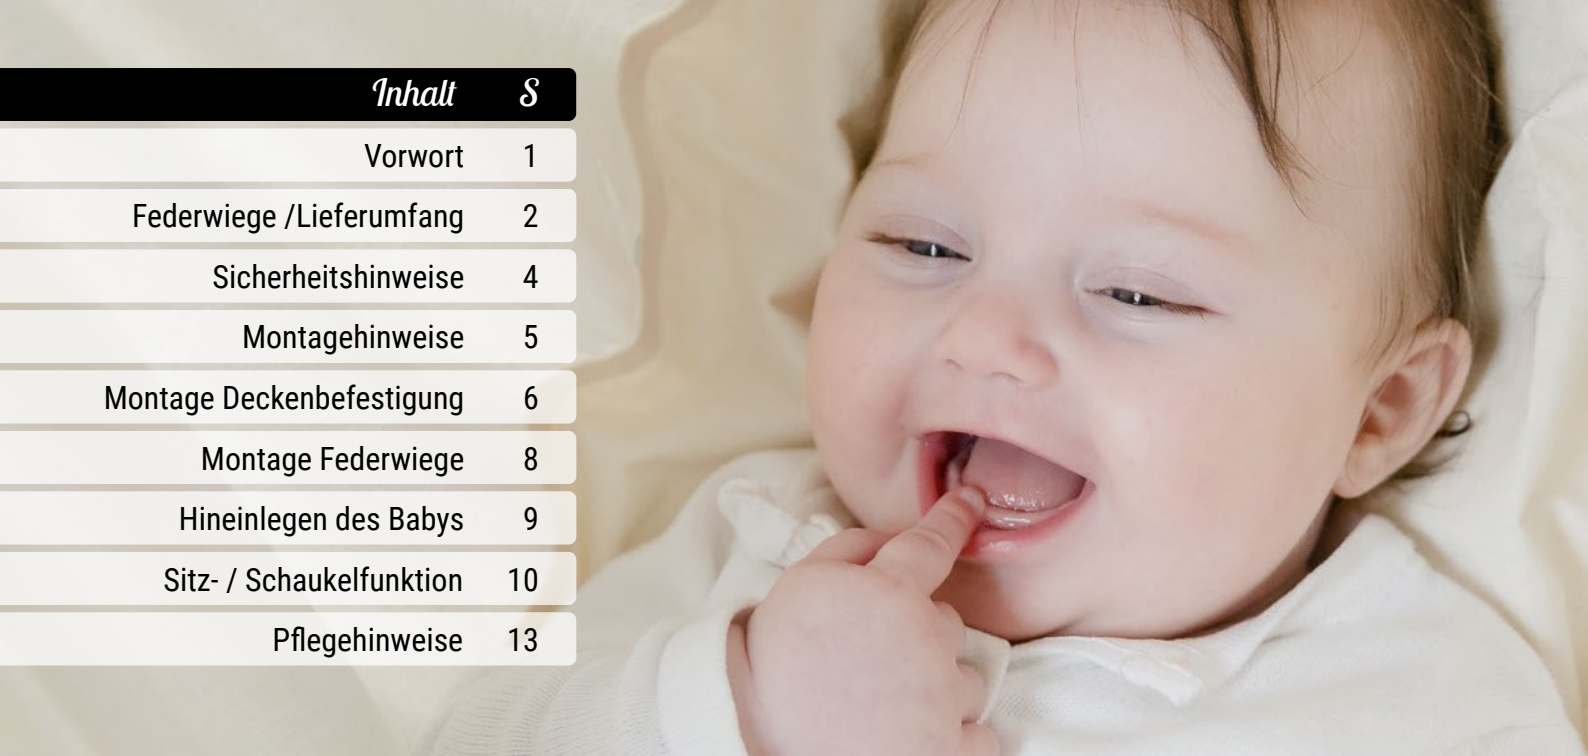 Inhalt S
Vorwort 1
Federwiege /Lieferumfang 2
Sicherheitshinweise 4
Montagehinweise 5
Montage Deckenbefestigung 6
Montage Federwiege 8
Hineinlegen des Babys 9
Sitz- / Schaukelfunktion 10
Pflegehinweise 13